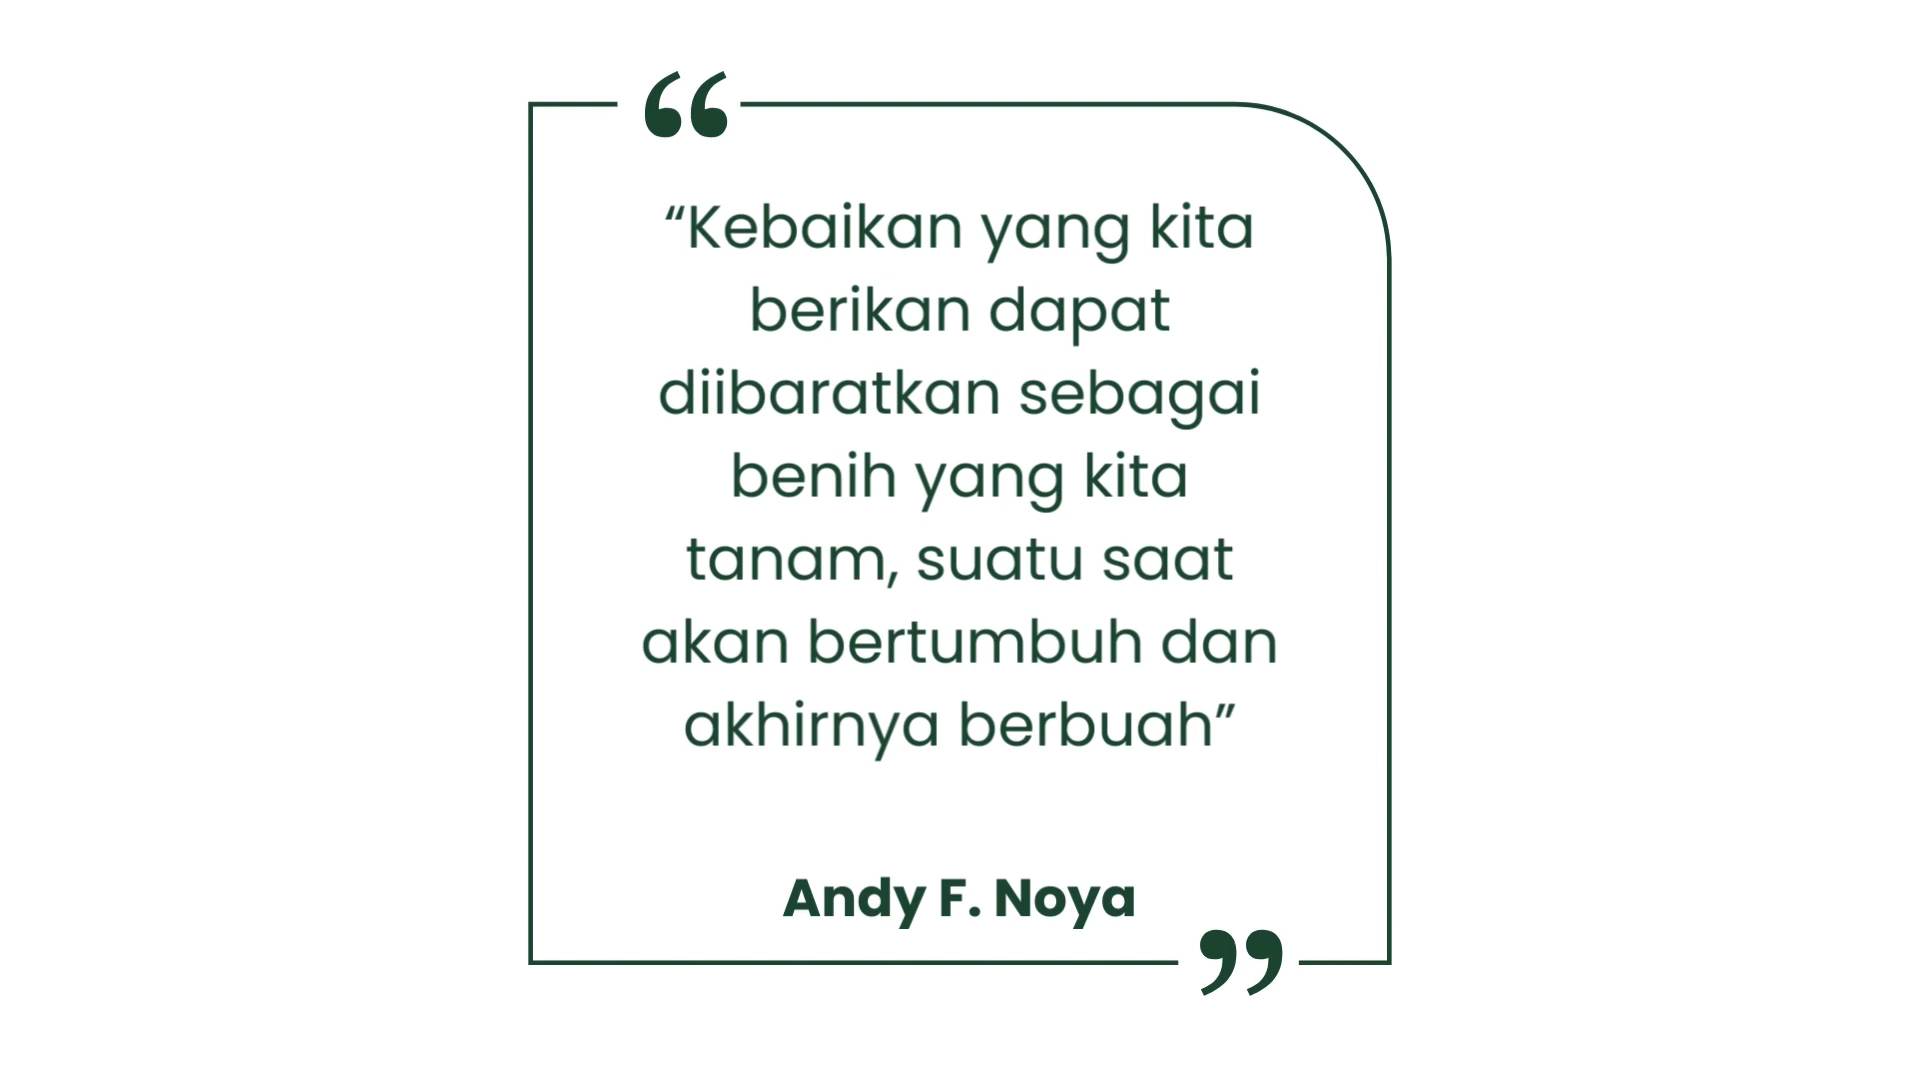 “Kebaikan yang kita
berikan dapat
diibaratkan sebagai
benih yang kita
tanam, suatu saat
akan bertumbuh dan
akhirnya berbuah”
Andy F. Noya